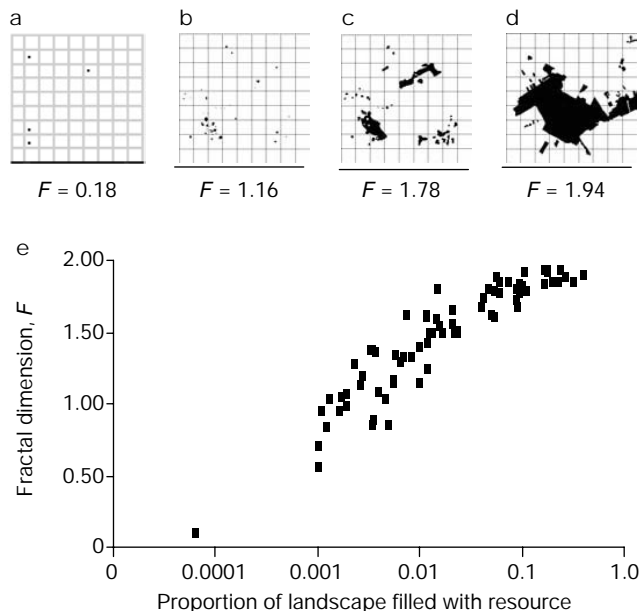 a b c d
F = 0.18 F = 1.16 F = 1.78 F = 1.94
e
2.00
1.50
1.00
0.50
0
Fractal dimension, F
0 0.0001 0.001 0.01 0.1 1.0
Proportion of landscape filled with resource